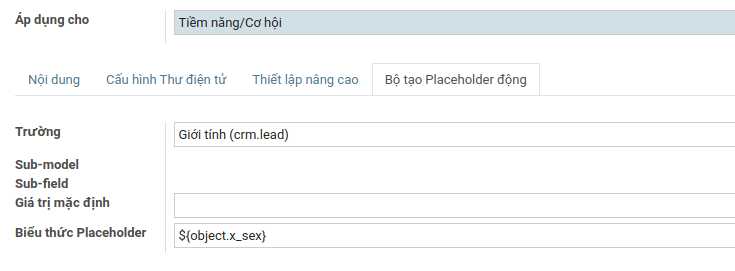 Áp dụng cho Tiềm năng/Cơ hội
Nội dung Cấu hình Thư điện tử Thiết lập nâng cao Bộ tạo Placeholder động
Trường Giới tính (crm.lead)
Sub-model
Sub-field
Giá trị mặc định
Biểu thức Placeholder ${object.x_sex}